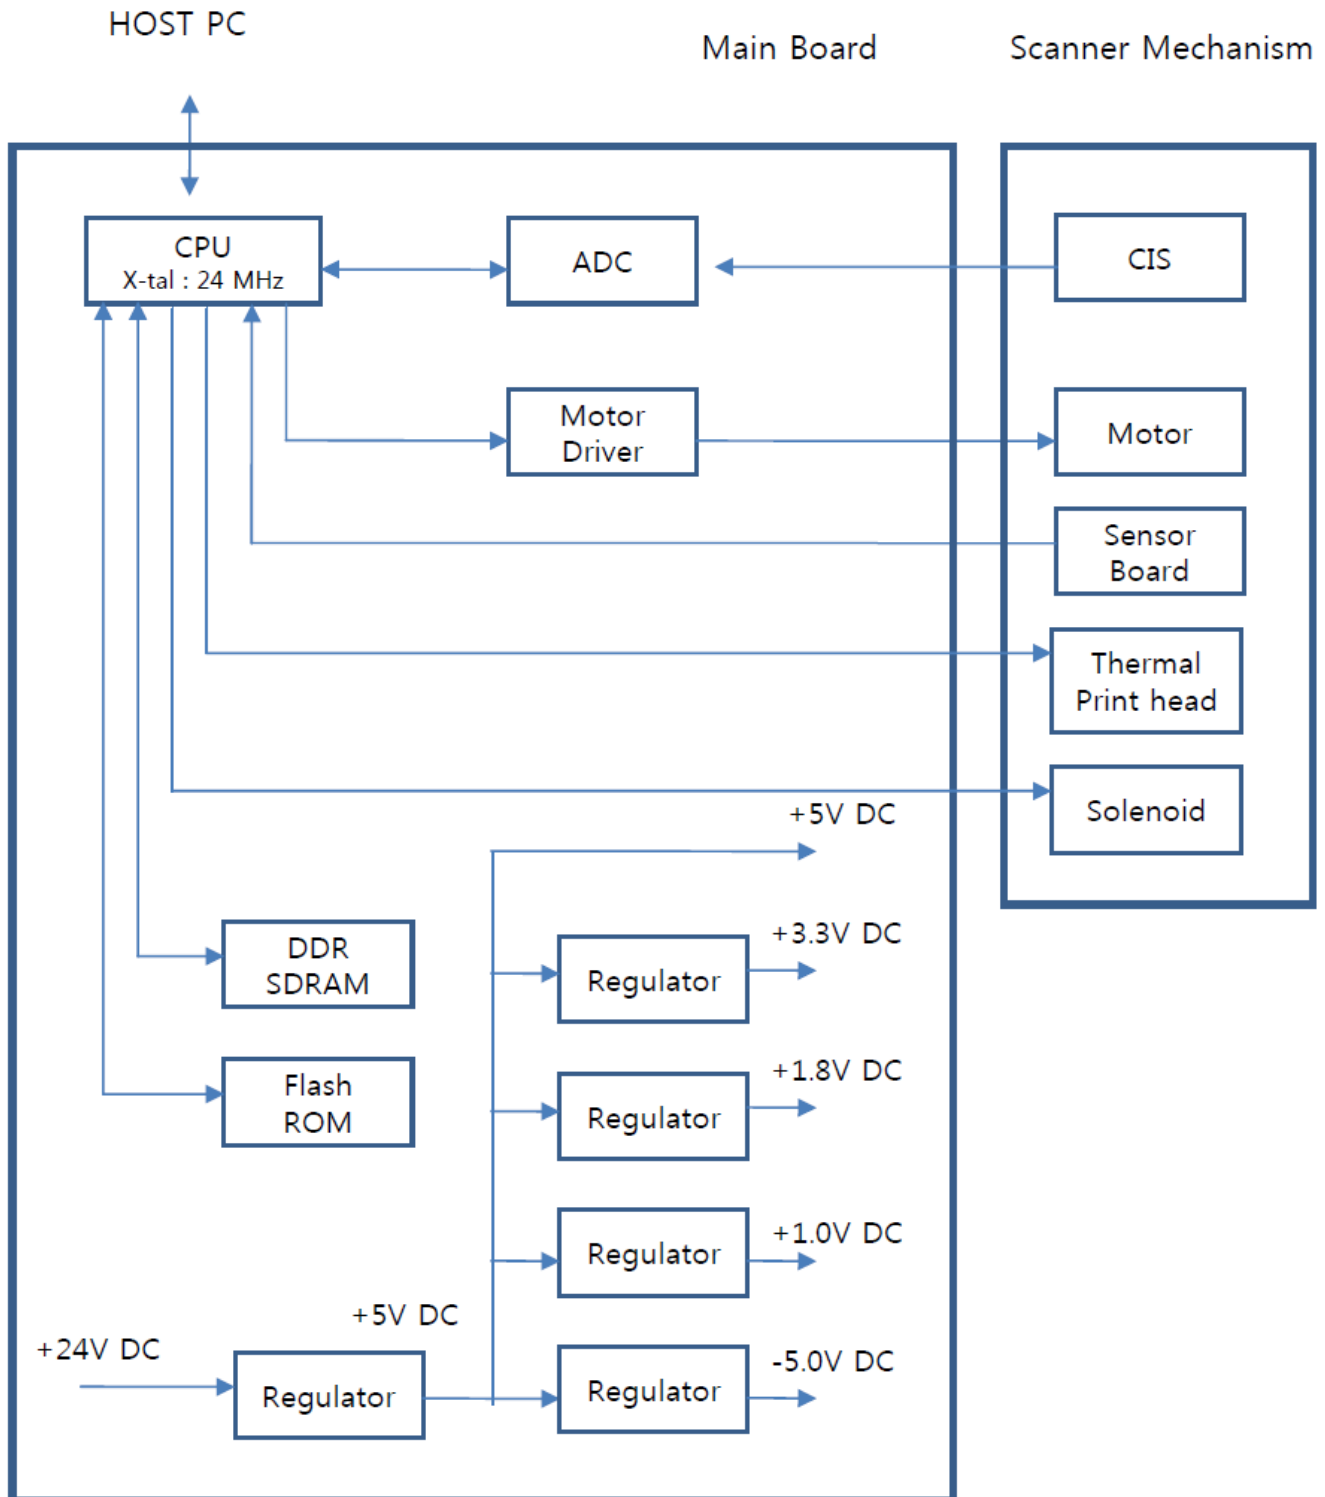 HOST PC
Main Board
Scanner Mechanism
CPU
X-tal : 24 MHz
ADC
CIS
Motor
Driver
Motor
Sensor
Board
Thermal
Print head
Solenoid
+5V DC
DDR
SDRAM
+3.3V DC
Regulator
Flash
ROM
+1.8V DC
Regulator
+1.0V DC
Regulator
+24V DC
Regulator
+5V DC
-5.0V DC
Regulator